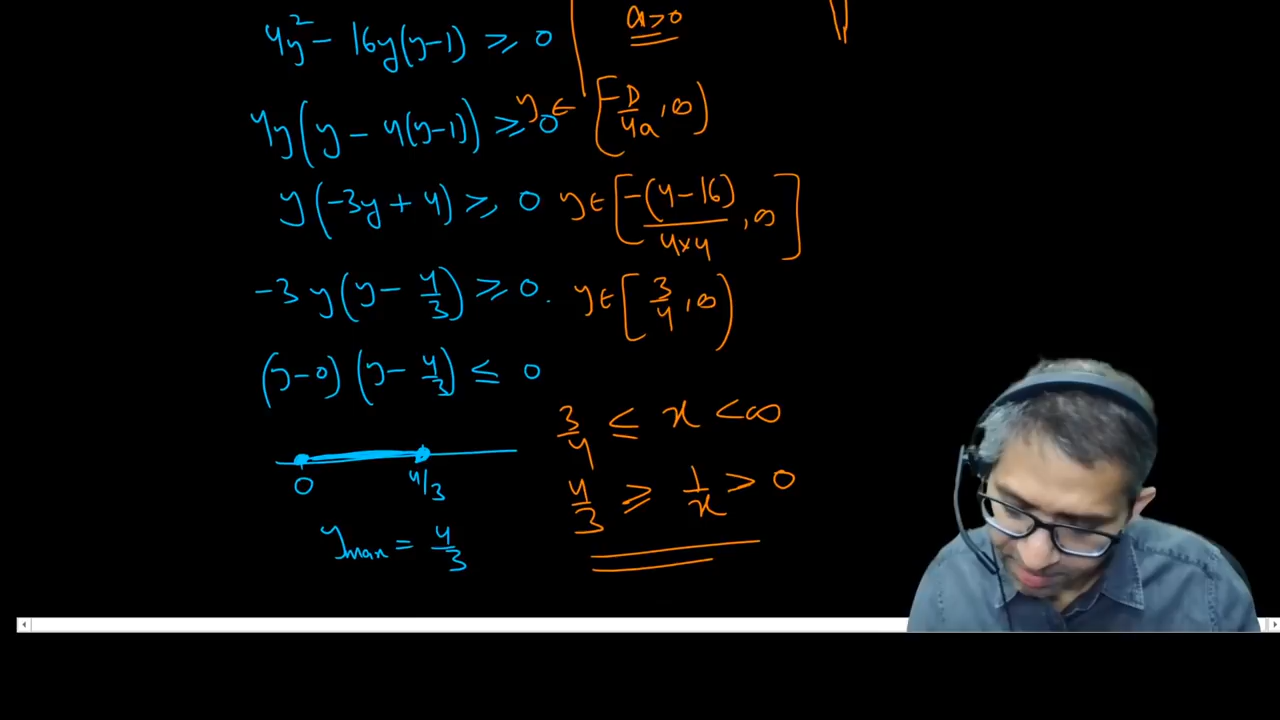 4y² - 16y(y-1) ≥ 0
4y(y - 4(y-1)) ≥ 0
y(-3y + 4) ≥ 0
-3y(y - 4/3) ≥ 0.
(y-0)(y - 4/3) ≤ 0
0 4/3
y max = 4/3
a>0
y ∈ [-D/4a, ∞)
y ∈ [-(4-16)/4×4, ∞]
y ∈ [3/4, ∞)
3/4 ≤ x < ∞
4/3 ≥ 1/x > 0